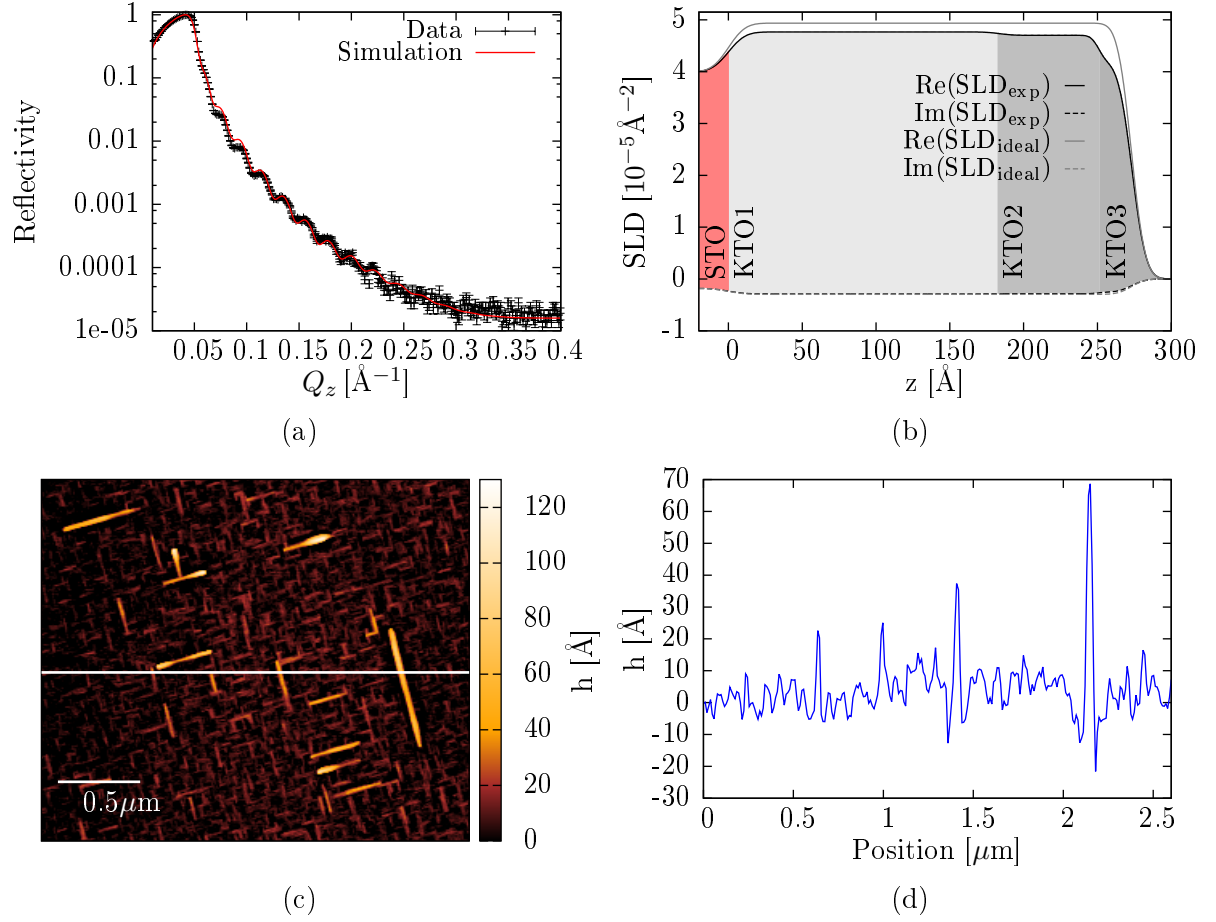 1
0.1
0.01
0.001
0.0001
1e-05
Reflectivity
Data
Simulation
0.05 0.1 0.15 0.2 0.25 0.3 0.35 0.4
Q_z [Å⁻¹]
(a)
5
4
3
2
1
0
-1
SLD [10⁻⁵Å⁻²]
Re(SLD_exp)
Im(SLD_exp)
Re(SLD_ideal)
Im(SLD_ideal)
STO
KTO1
KTO2
KTO3
0 50 100 150 200 250 300
z [Å]
(b)
0.5μm
120
100
80
60
40
20
0
h [Å]
(c)
70
60
50
40
30
20
10
0
-10
-20
-30
h [Å]
0 0.5 1 1.5 2 2.5
Position [μm]
(d)